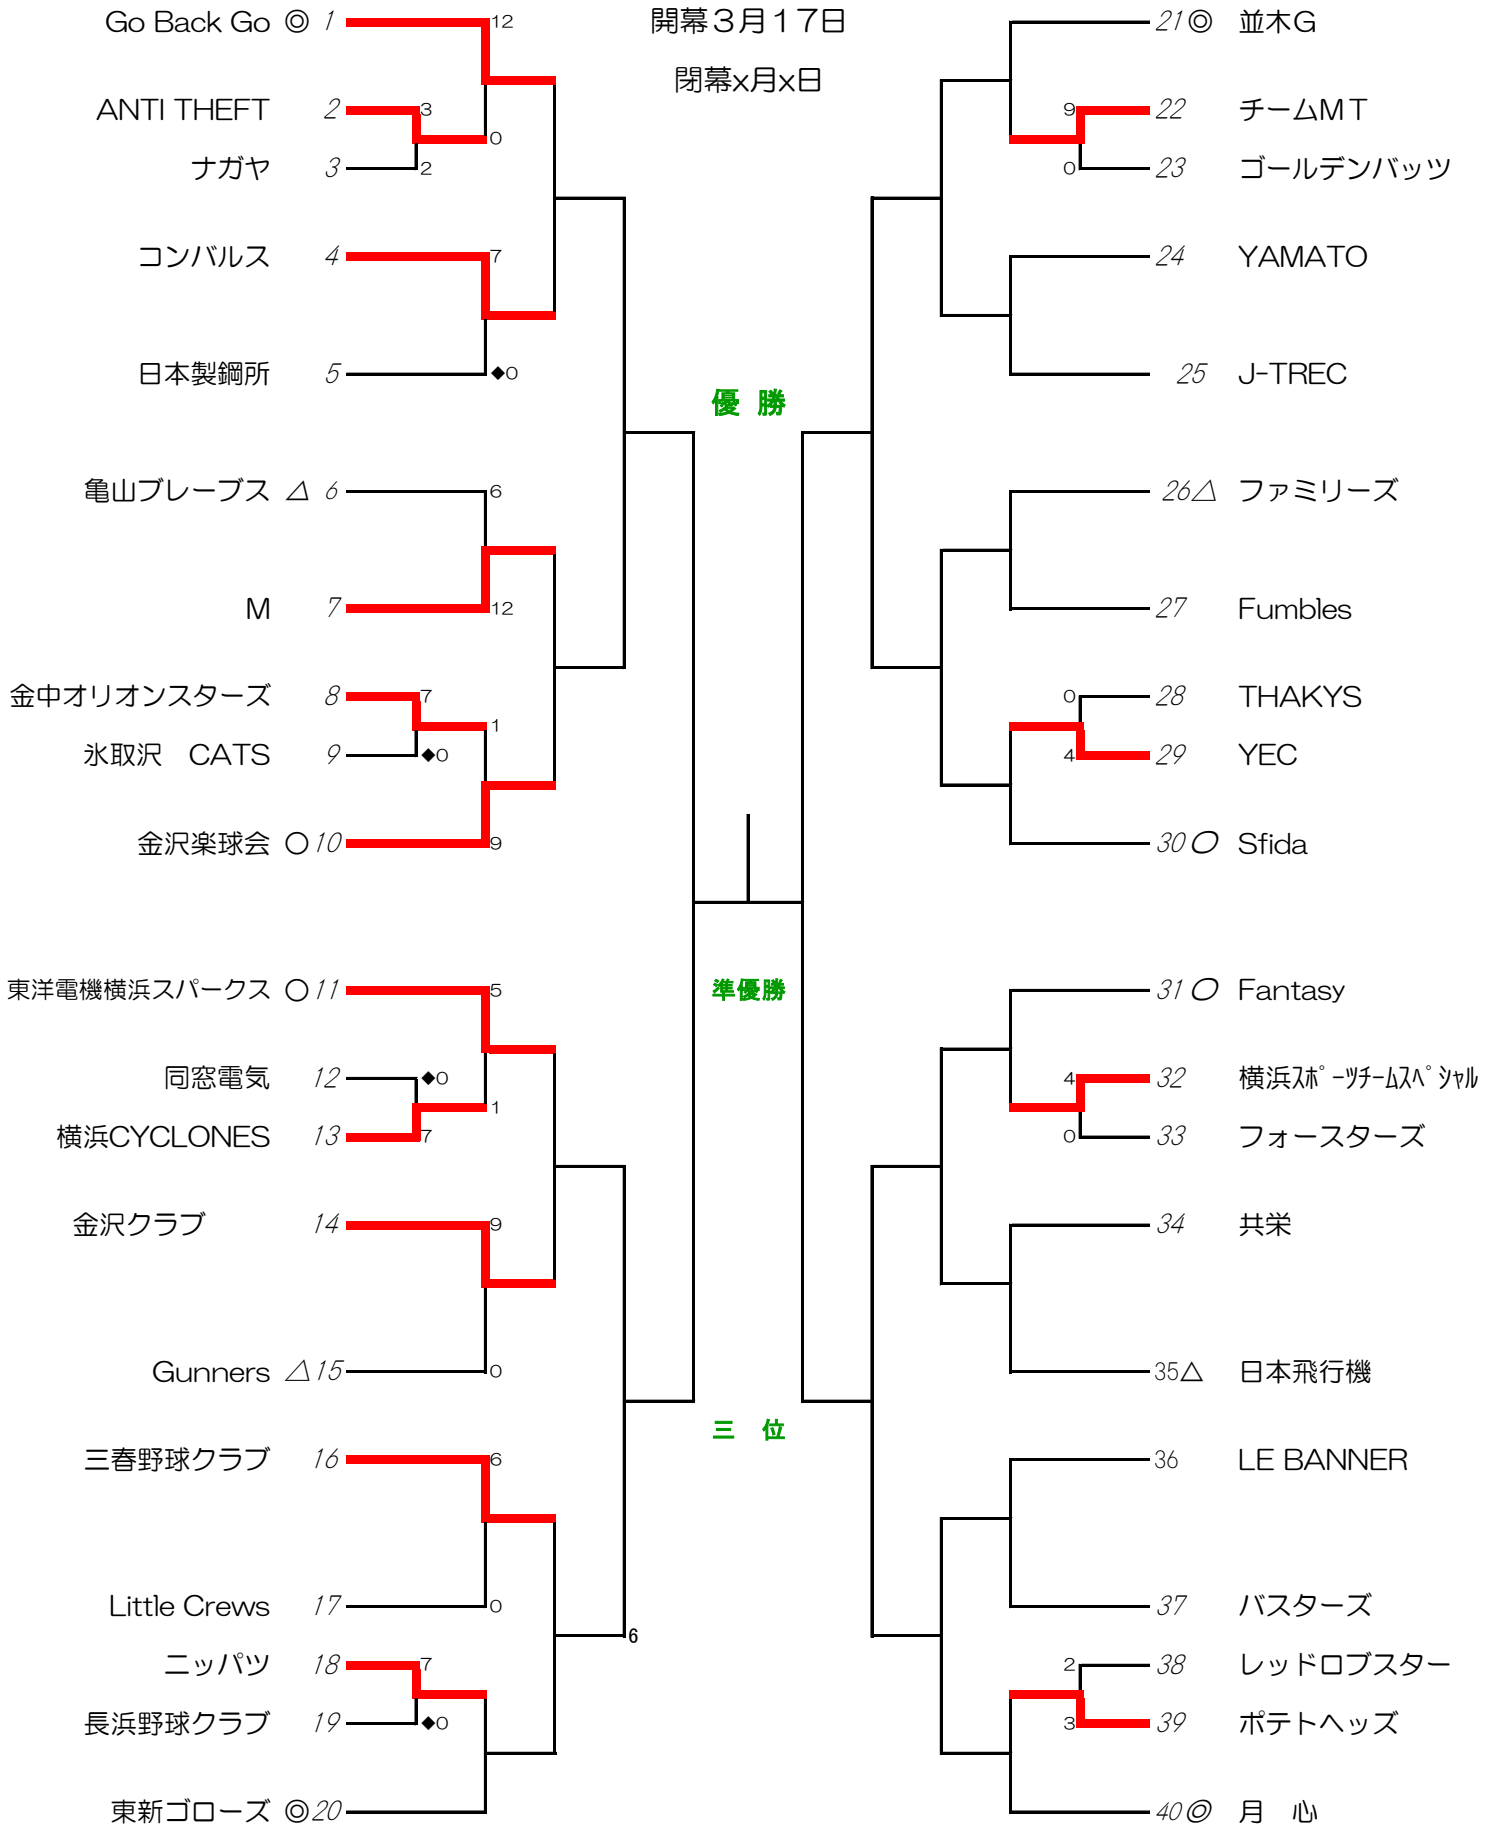 開幕３月１７日
閉幕x月x日
Go Back Go ◎ 1 12
ANTI THEFT 2 3
0
ナガヤ 3 2
コンバルス 4 7
日本製鋼所 5 ◆0
亀山ブレーブス △ 6 6
M 7 12
金中オリオンスターズ 8 7
1
氷取沢　CATS 9 ◆0
金沢楽球会 ○ 10 9
東洋電機横浜スパークス ○ 11 5
同窓電気 12 ◆0
1
横浜CYCLONES 13 7
金沢クラブ 14 9
Gunners △ 15 0
三春野球クラブ 16 6
Little Crews 17 0
6
ニッパツ 18 7
長浜野球クラブ 19 ◆0
東新ゴローズ ◎ 20
優 勝
準優勝
三 位
21 ◎ 並木G
9 22 チームＭＴ
0 23 ゴールデンバッツ
24 YAMATO
25 J-TREC
26 △ ファミリーズ
27 Fumbles
0 28 THAKYS
4 29 YEC
30 ○ Sfida
31 ○ Fantasy
4 32 横浜ｽﾎﾟｰﾂﾁｰﾑｽﾍﾟｼｬﾙ
0 33 フォースターズ
34 共栄
35 △ 日本飛行機
36 LE BANNER
37 バスターズ
2 38 レッドロブスター
3 39 ポテトヘッズ
40 ◎ 月　心